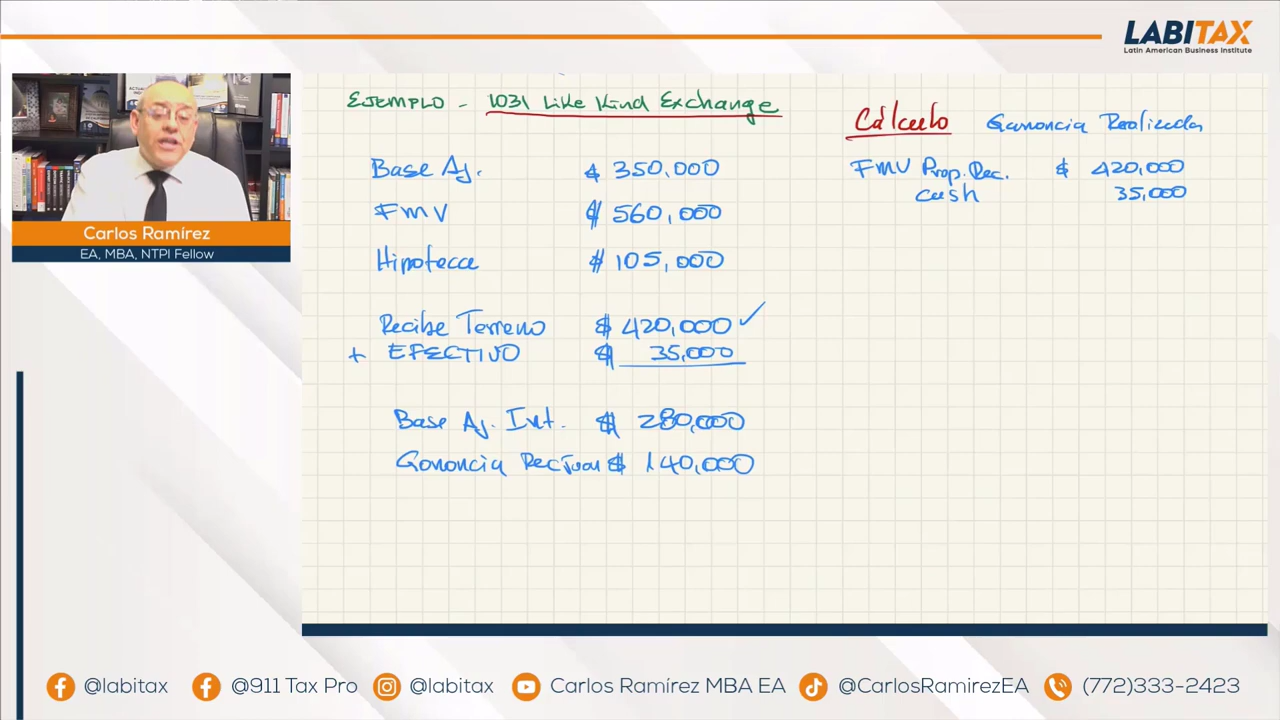 LABITAX
Latin American Business Institute
EJEMPLO - 1031 Like Kind Exchange
Cálculo Ganancia Realizada
Base Aj. $ 350,000
FMV Prop. Rec. $ 420,000
cash 35,000
FMV $ 560,000
Carlos Ramírez
EA, MBA, NTPI Fellow
Hipoteca $ 105,000
Recibe Terreno $ 420,000 ✓
+ EFECTIVO $ 35,000
Base Aj. Int. $ 280,000
Ganancia $ 140,000
@labitax @911 Tax Pro @labitax Carlos Ramírez MBA EA @CarlosRamirezEA (772)333-2423